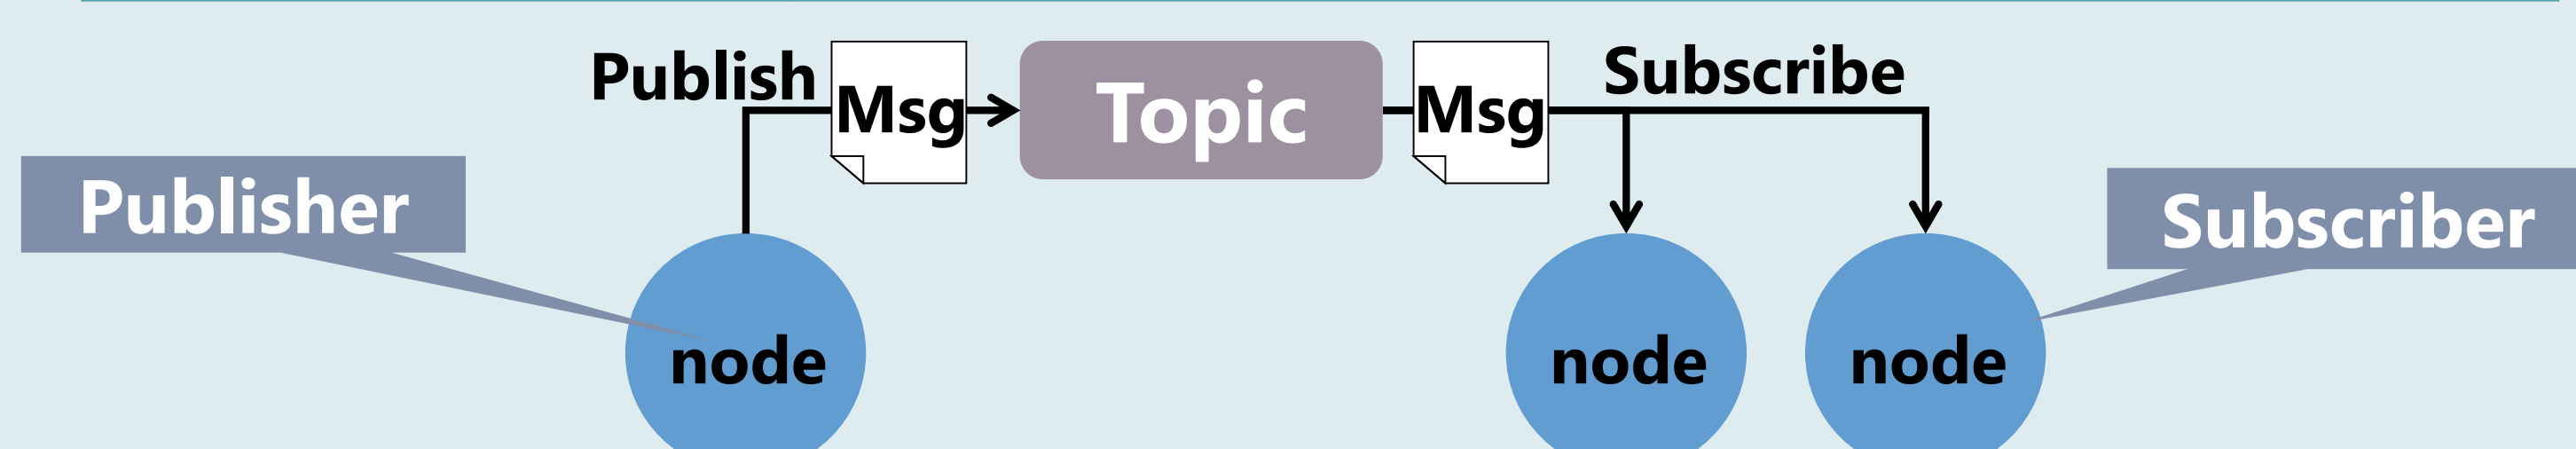 Publish
Msg
Topic
Msg
Subscribe
Publisher
Subscriber
node
node
node